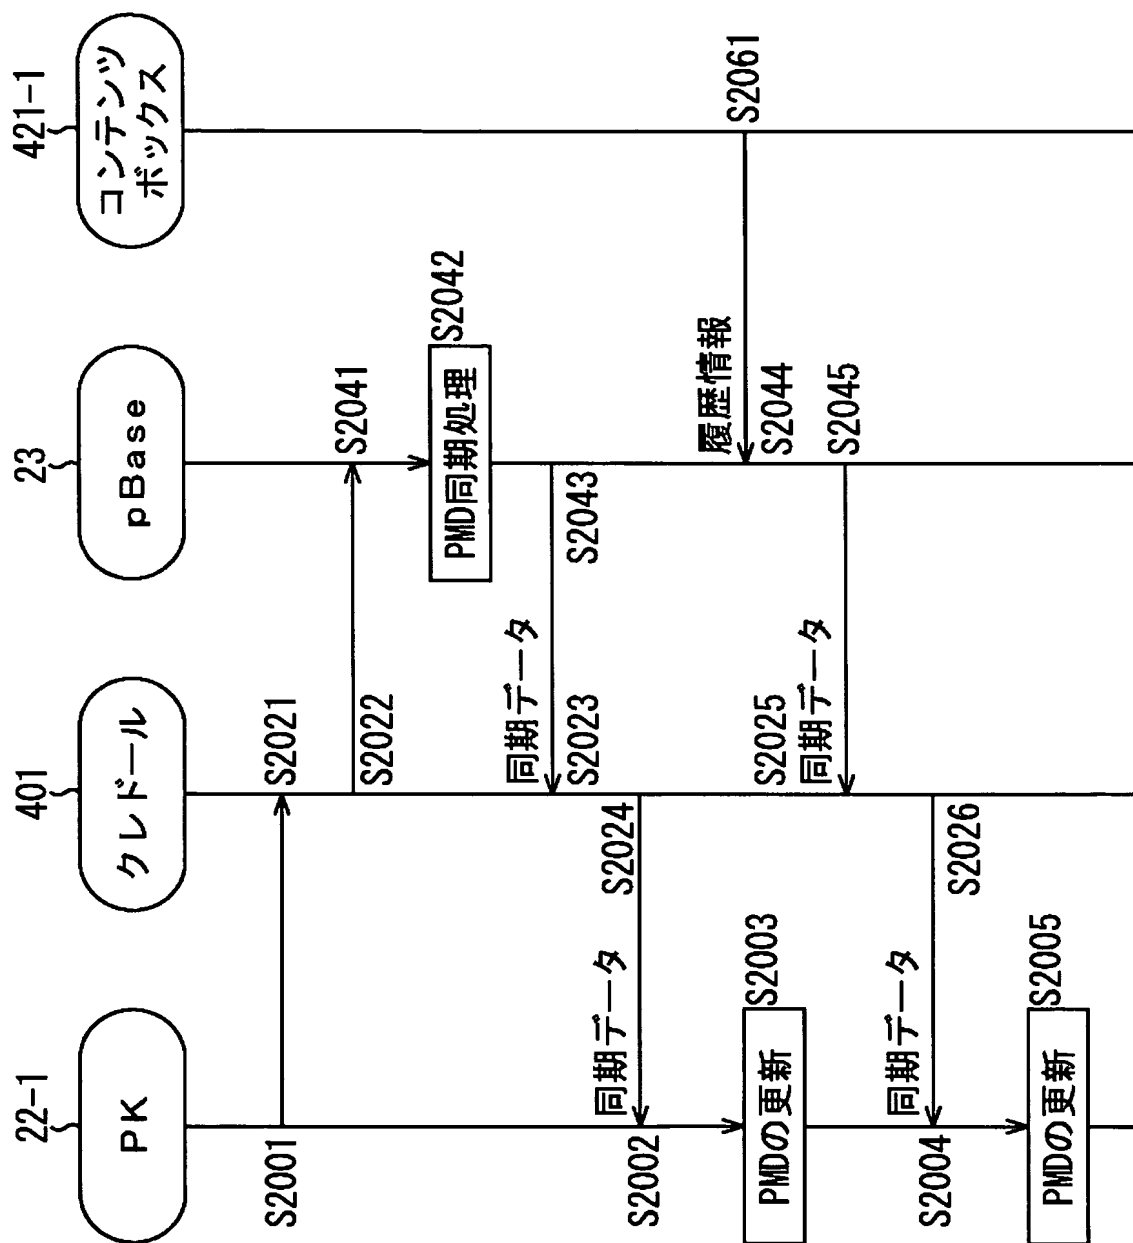 22-1
401
23
421-1
PK
クレドール
pBase
コンテンツ
ボックス
S2001
S2021
S2022
S2041
PMD同期処理
S2042
同期データ
S2023
S2043
同期データ
S2002
S2024
履歴情報
S2061
S2044
PMDの更新
S2003
S2025
同期データ
S2045
同期データ
S2004
S2026
PMDの更新
S2005